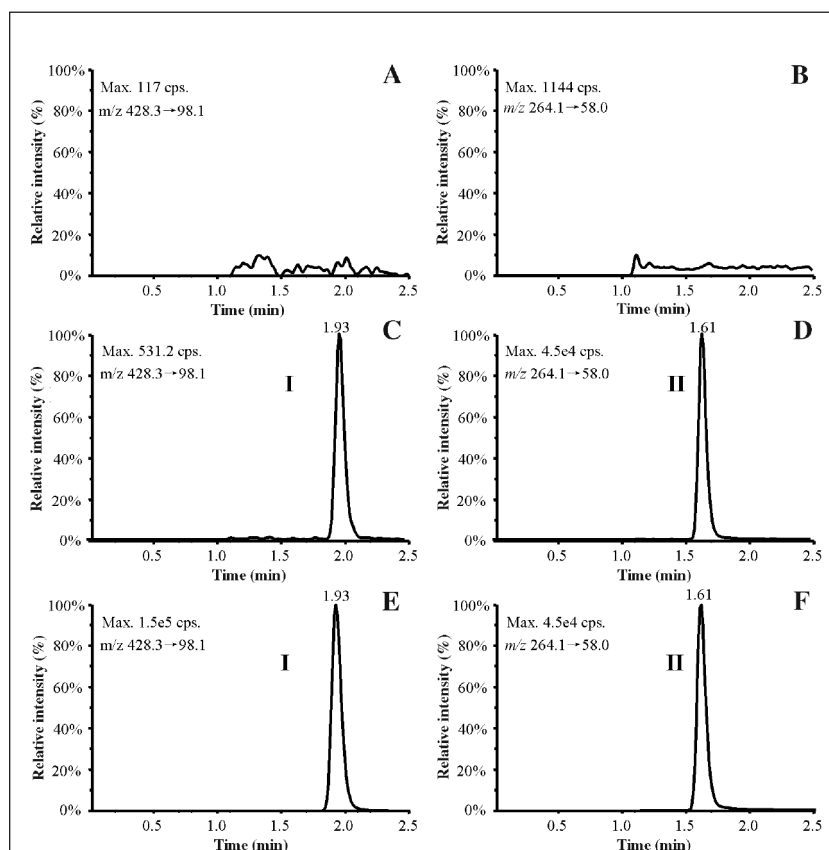 A
Max. 117 cps.
m/z 428.3→98.1
Relative intensity (%)
100%
80%
60%
40%
20%
0%
0.5 1.0 1.5 2.0 2.5
Time (min)
B
Max. 1144 cps.
m/z 264.1→58.0
Relative intensity (%)
100%
80%
60%
40%
20%
0%
0.5 1.0 1.5 2.0 2.5
Time (min)
C
1.93
Max. 531.2 cps.
m/z 428.3→98.1
I
Relative intensity (%)
100%
80%
60%
40%
20%
0%
0.5 1.0 1.5 2.0 2.5
Time (min)
D
1.61
Max. 4.5e4 cps.
m/z 264.1→58.0
II
Relative intensity (%)
100%
80%
60%
40%
20%
0%
0.5 1.0 1.5 2.0 2.5
Time (min)
E
1.93
Max. 1.5e5 cps.
m/z 428.3→98.1
I
Relative intensity (%)
100%
80%
60%
40%
20%
0%
0.5 1.0 1.5 2.0 2.5
Time (min)
F
1.61
Max. 4.5e4 cps.
m/z 264.1→58.0
II
Relative intensity (%)
100%
80%
60%
40%
20%
0%
0.5 1.0 1.5 2.0 2.5
Time (min)